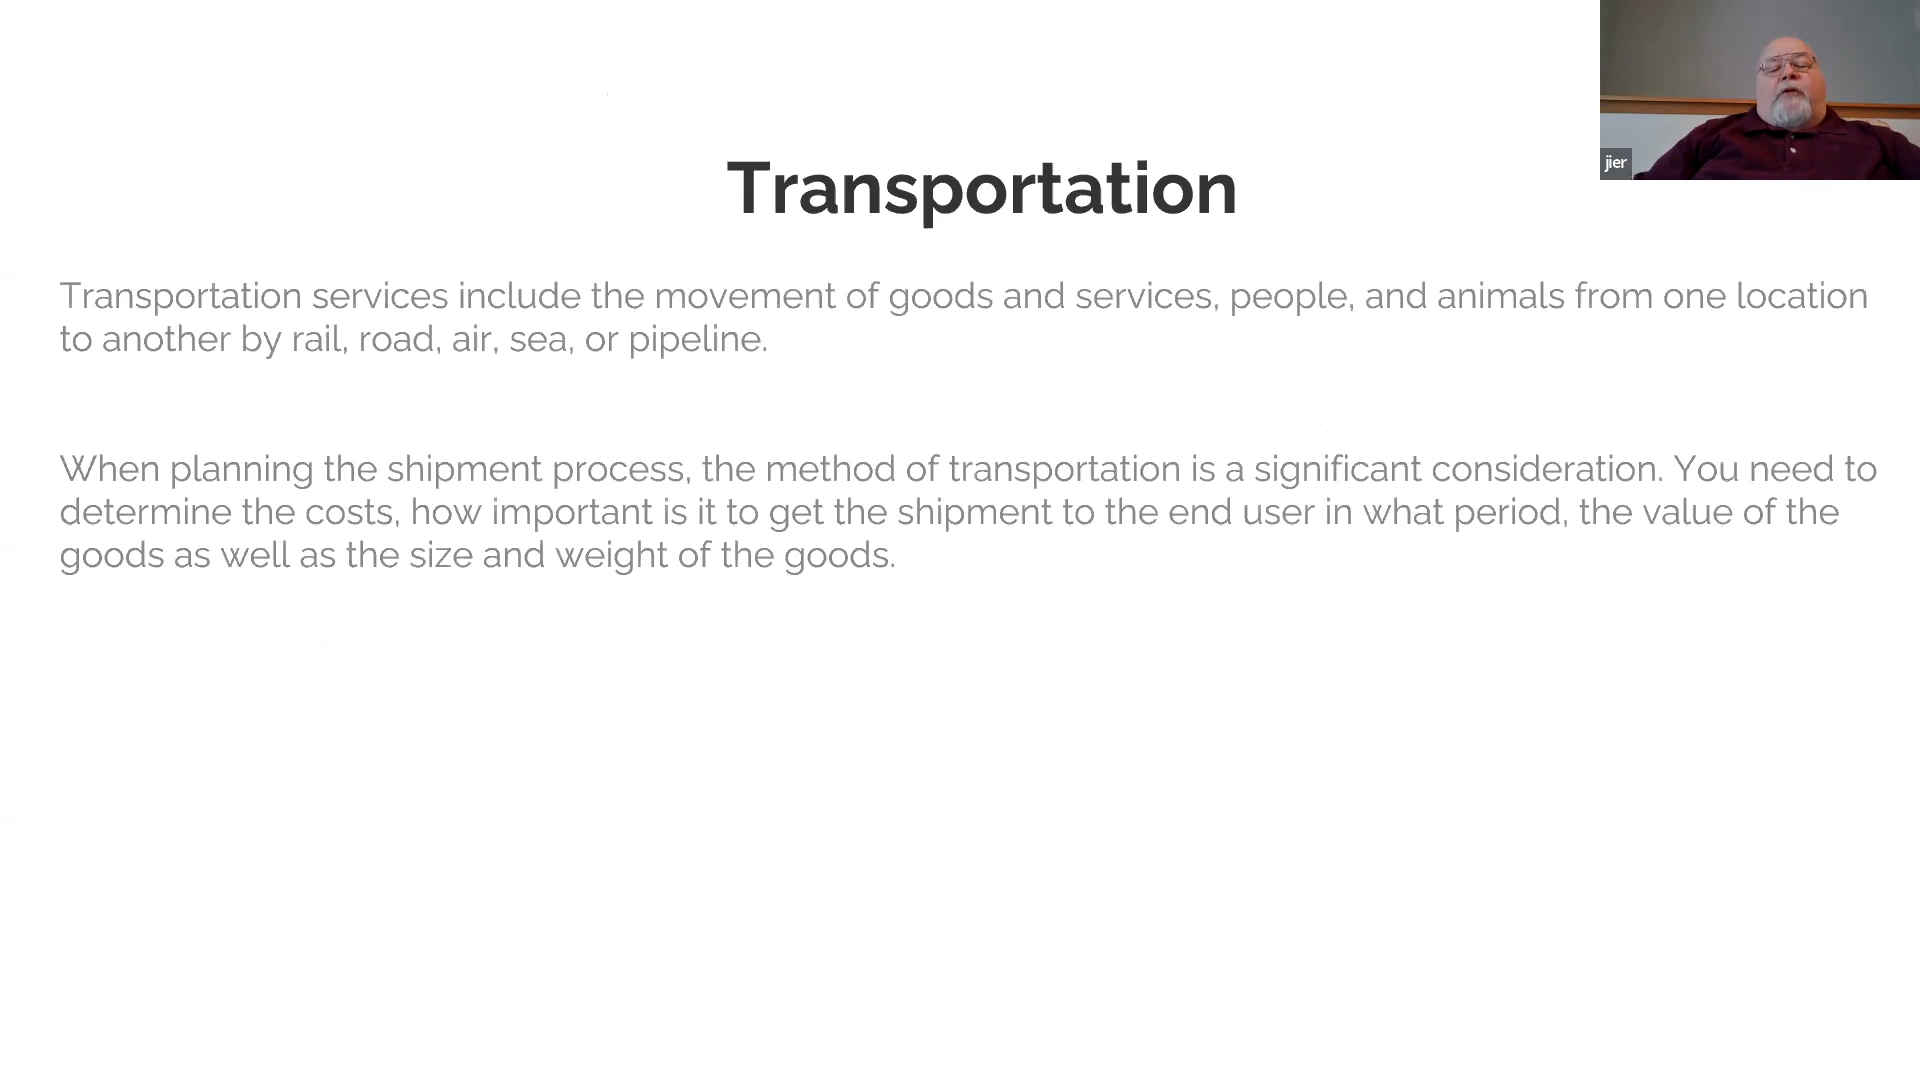 jier
Transportation
Transportation services include the movement of goods and services, people, and animals from one location
to another by rail, road, air, sea, or pipeline.
When planning the shipment process, the method of transportation is a significant consideration. You need to
determine the costs, how important is it to get the shipment to the end user in what period, the value of the
goods as well as the size and weight of the goods.